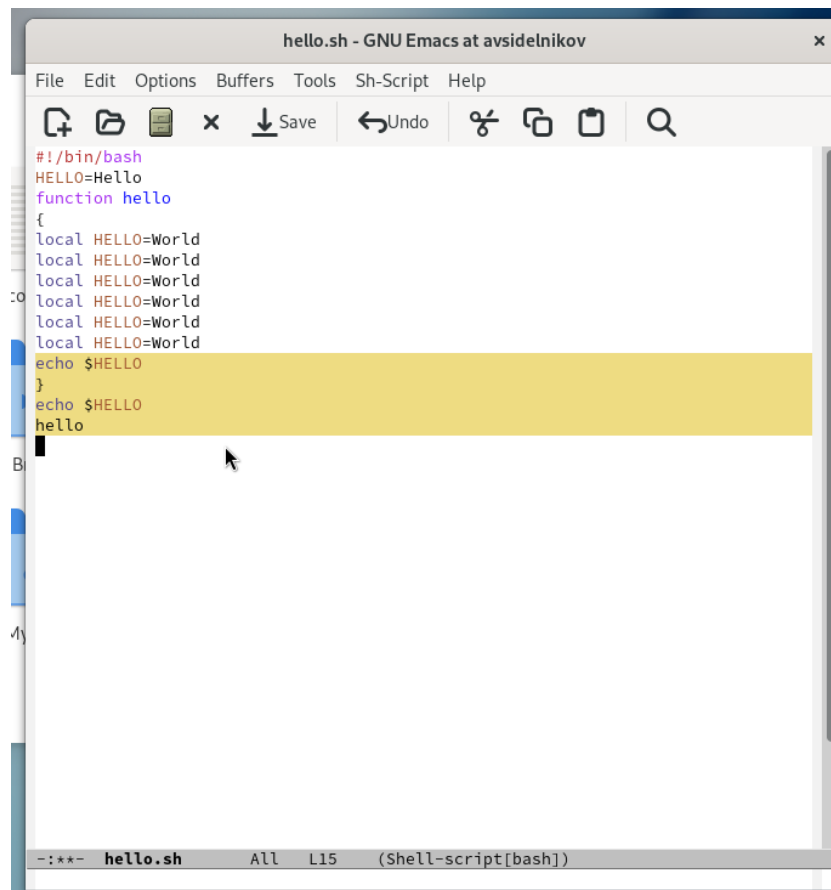 hello.sh - GNU Emacs at avsidelnikov
File Edit Options Buffers Tools Sh-Script Help
Save Undo
#!/bin/bash
HELLO=Hello
function hello
{
local HELLO=World
local HELLO=World
local HELLO=World
local HELLO=World
local HELLO=World
local HELLO=World
echo $HELLO
}
echo $HELLO
hello
-:**- hello.sh All L15 (Shell-script[bash])